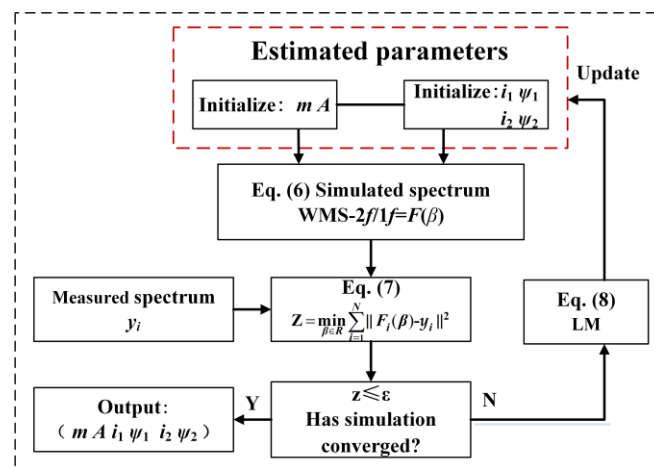 Estimated parameters
Update
Initialize: m A
Initialize: i₁ ψ₁
i₂ ψ₂
Eq. (6) Simulated spectrum
WMS-2f/1f=F(β)
Measured spectrum
yᵢ
Eq. (7)
Z=min_{β∈R} ∑_{i=1}^{N} || Fᵢ(β)-yᵢ ||²
Eq. (8)
LM
Output:
( m A i₁ ψ₁ i₂ ψ₂ )
Y
z≤ε
Has simulation
converged?
N